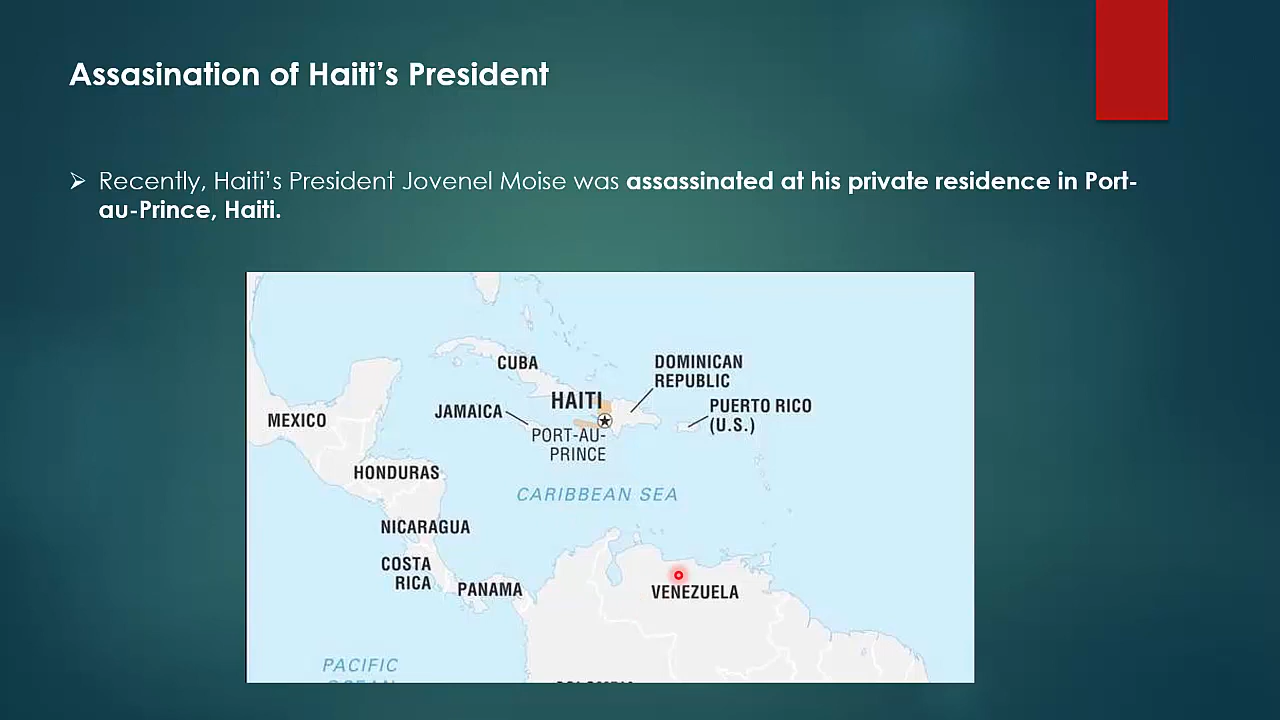 Assasination of Haiti's President
Recently, Haiti's President Jovenel Moise was assassinated at his private residence in Port-
au-Prince, Haiti.
CUBA
DOMINICAN
REPUBLIC
HAITI
PUERTO RICO
(U.S.)
JAMAICA
MEXICO
PORT-AU-
PRINCE
HONDURAS
CARIBBEAN SEA
NICARAGUA
COSTA
RICA
PANAMA
VENEZUELA
PACIFIC